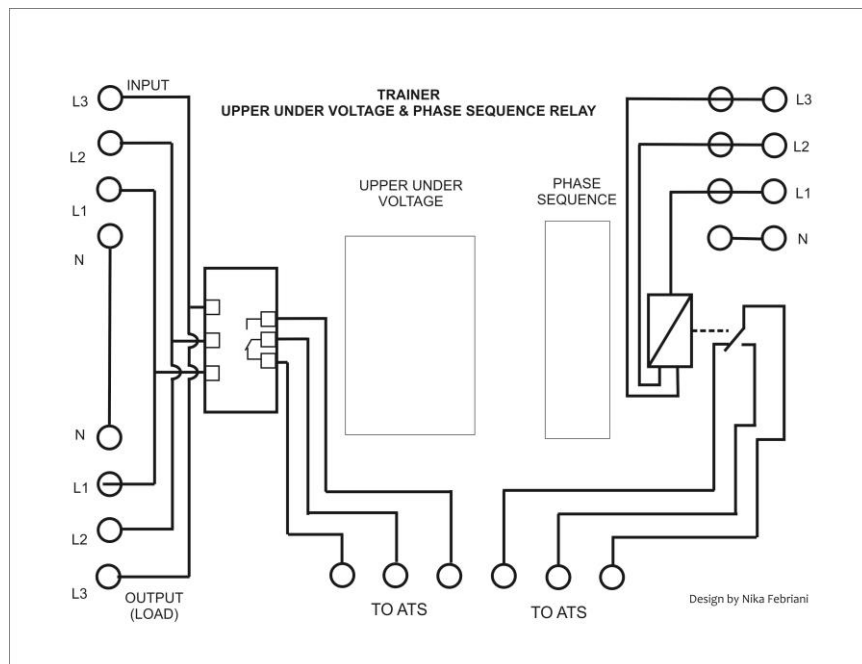 INPUT
L3
L2
L1
N
N
L1
L2
L3
OUTPUT
(LOAD)
TRAINER
UPPER UNDER VOLTAGE & PHASE SEQUENCE RELAY
UPPER UNDER
VOLTAGE
PHASE
SEQUENCE
L3
L2
L1
N
TO ATS
TO ATS
Design by Nika Febriani